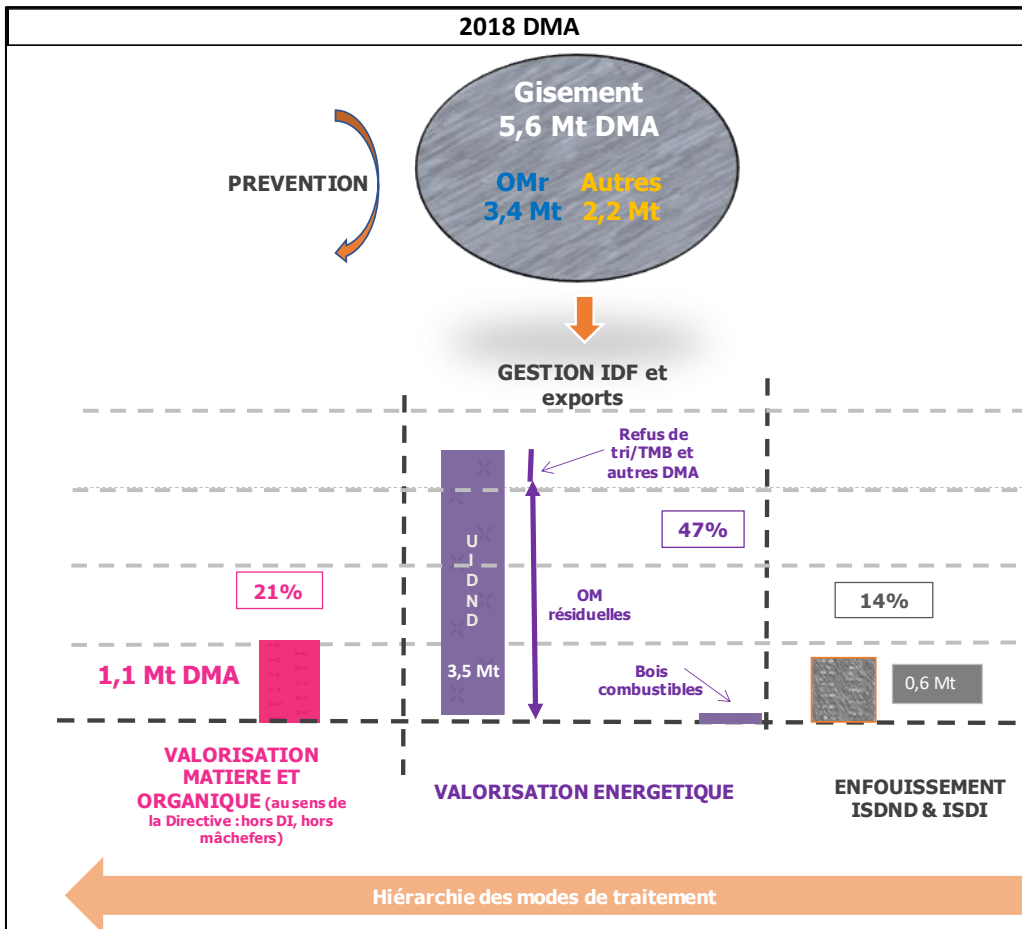 2018 DMA
Gisement
5,6 Mt DMA
OMr Autres
3,4 Mt 2,2 Mt
PREVENTION
GESTION IDF et
exports
Refus de
tri/TMB et
autres DMA
47%
21%
14%
UIDND
OM
résiduelles
3,5 Mt
1,1 Mt DMA
Bois
combustibles
0,6 Mt
VALORISATION
MATIERE ET
ORGANIQUE (au sens de
la Directive : hors DI, hors
mâchefers)
VALORISATION ENERGETIQUE
ENFOUISSEMENT
ISDND & ISDI
Hiérarchie des modes de traitement